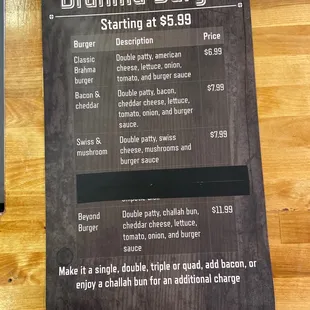 Starting at $5.99
Burger Description Price
Classic Brahma burger Double patty, american cheese, lettuce, onion, tomato, and burger sauce $6.99
Bacon & cheddar Double patty, bacon, cheddar cheese, lettuce, tomato, onion, and burger sauce. $7.99
Swiss & mushroom Double patty, swiss cheese, mushrooms and burger sauce $7.99
Beyond Burger Double patty, challah bun, cheddar cheese, lettuce, tomato, onion, and burger sauce $11.99
Make it a single, double, triple or quad, add bacon, or
enjoy a challah bun for an additional charge